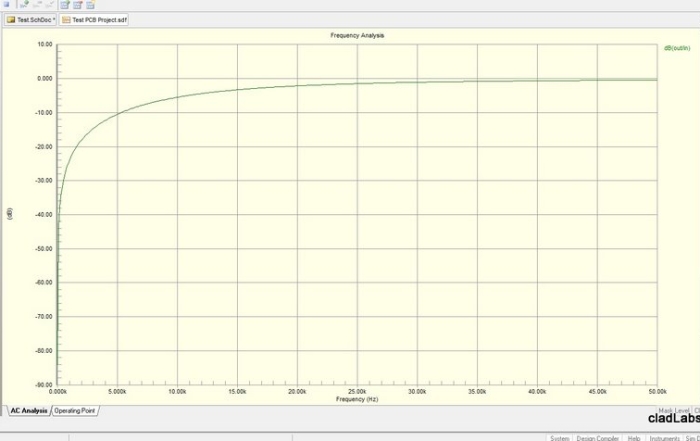 Test.SchDoc * Test PCB Project.sdf
Frequency Analysis
dB(out/in)
10.00
0.000
-10.00
-20.00
-30.00
-40.00
-50.00
-60.00
-70.00
-80.00
-90.00
(dB)
0.000k 5.000k 10.00k 15.00k 20.00k 25.00k 30.00k 35.00k 40.00k 45.00k 50.00k
Frequency (Hz)
AC Analysis Operating Point
Mask Level
cladLabs
System Design Compiler Help Instruments